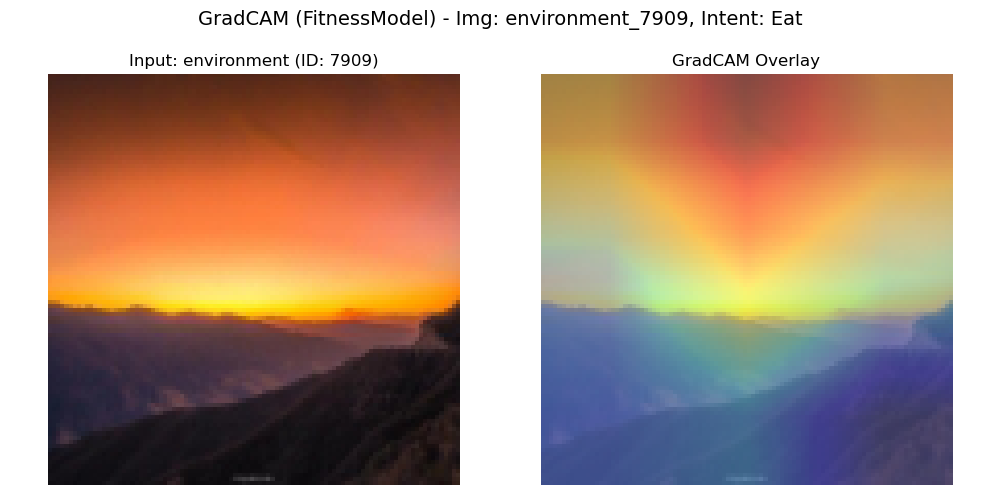 GradCAM (FitnessModel) - Img: environment_7909, Intent: Eat
Input: environment (ID: 7909)
GradCAM Overlay